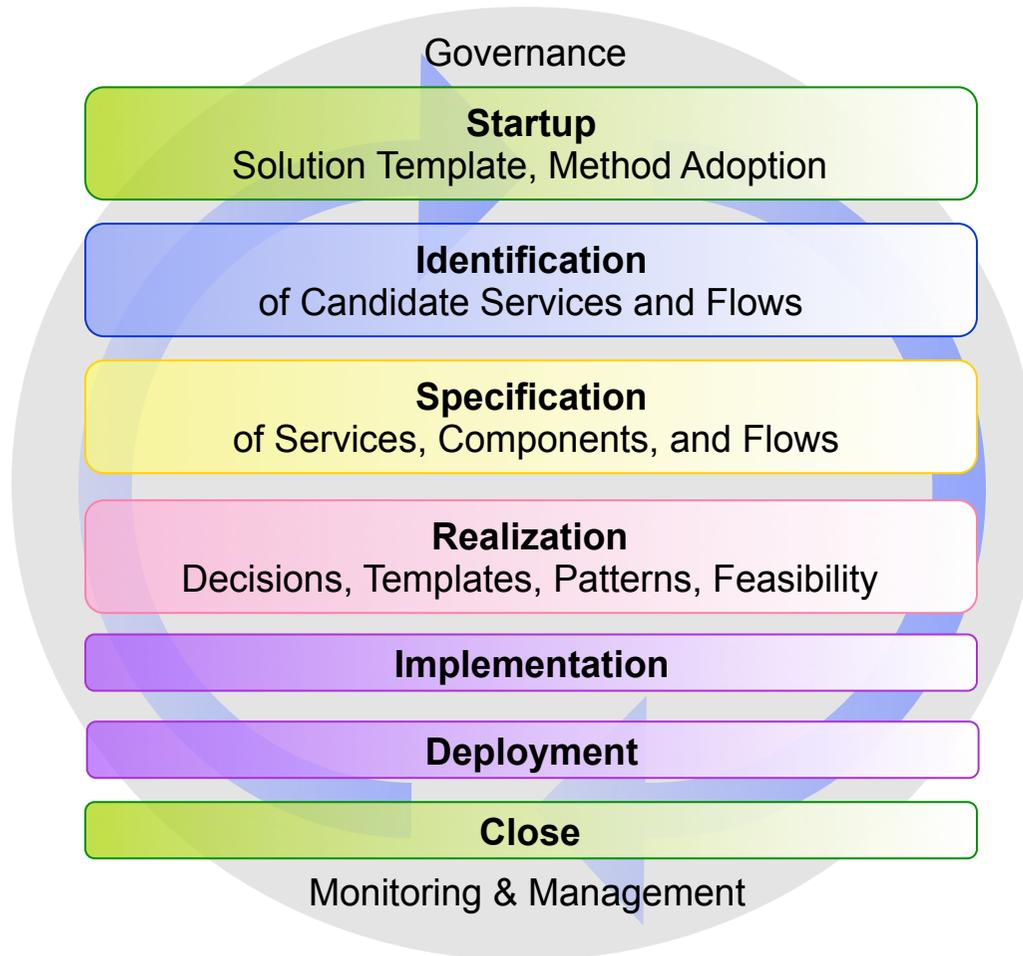 Governance
Startup
Solution Template, Method Adoption
Identification
of Candidate Services and Flows
Specification
of Services, Components, and Flows
Realization
Decisions, Templates, Patterns, Feasibility
Implementation
Deployment
Close
Monitoring & Management